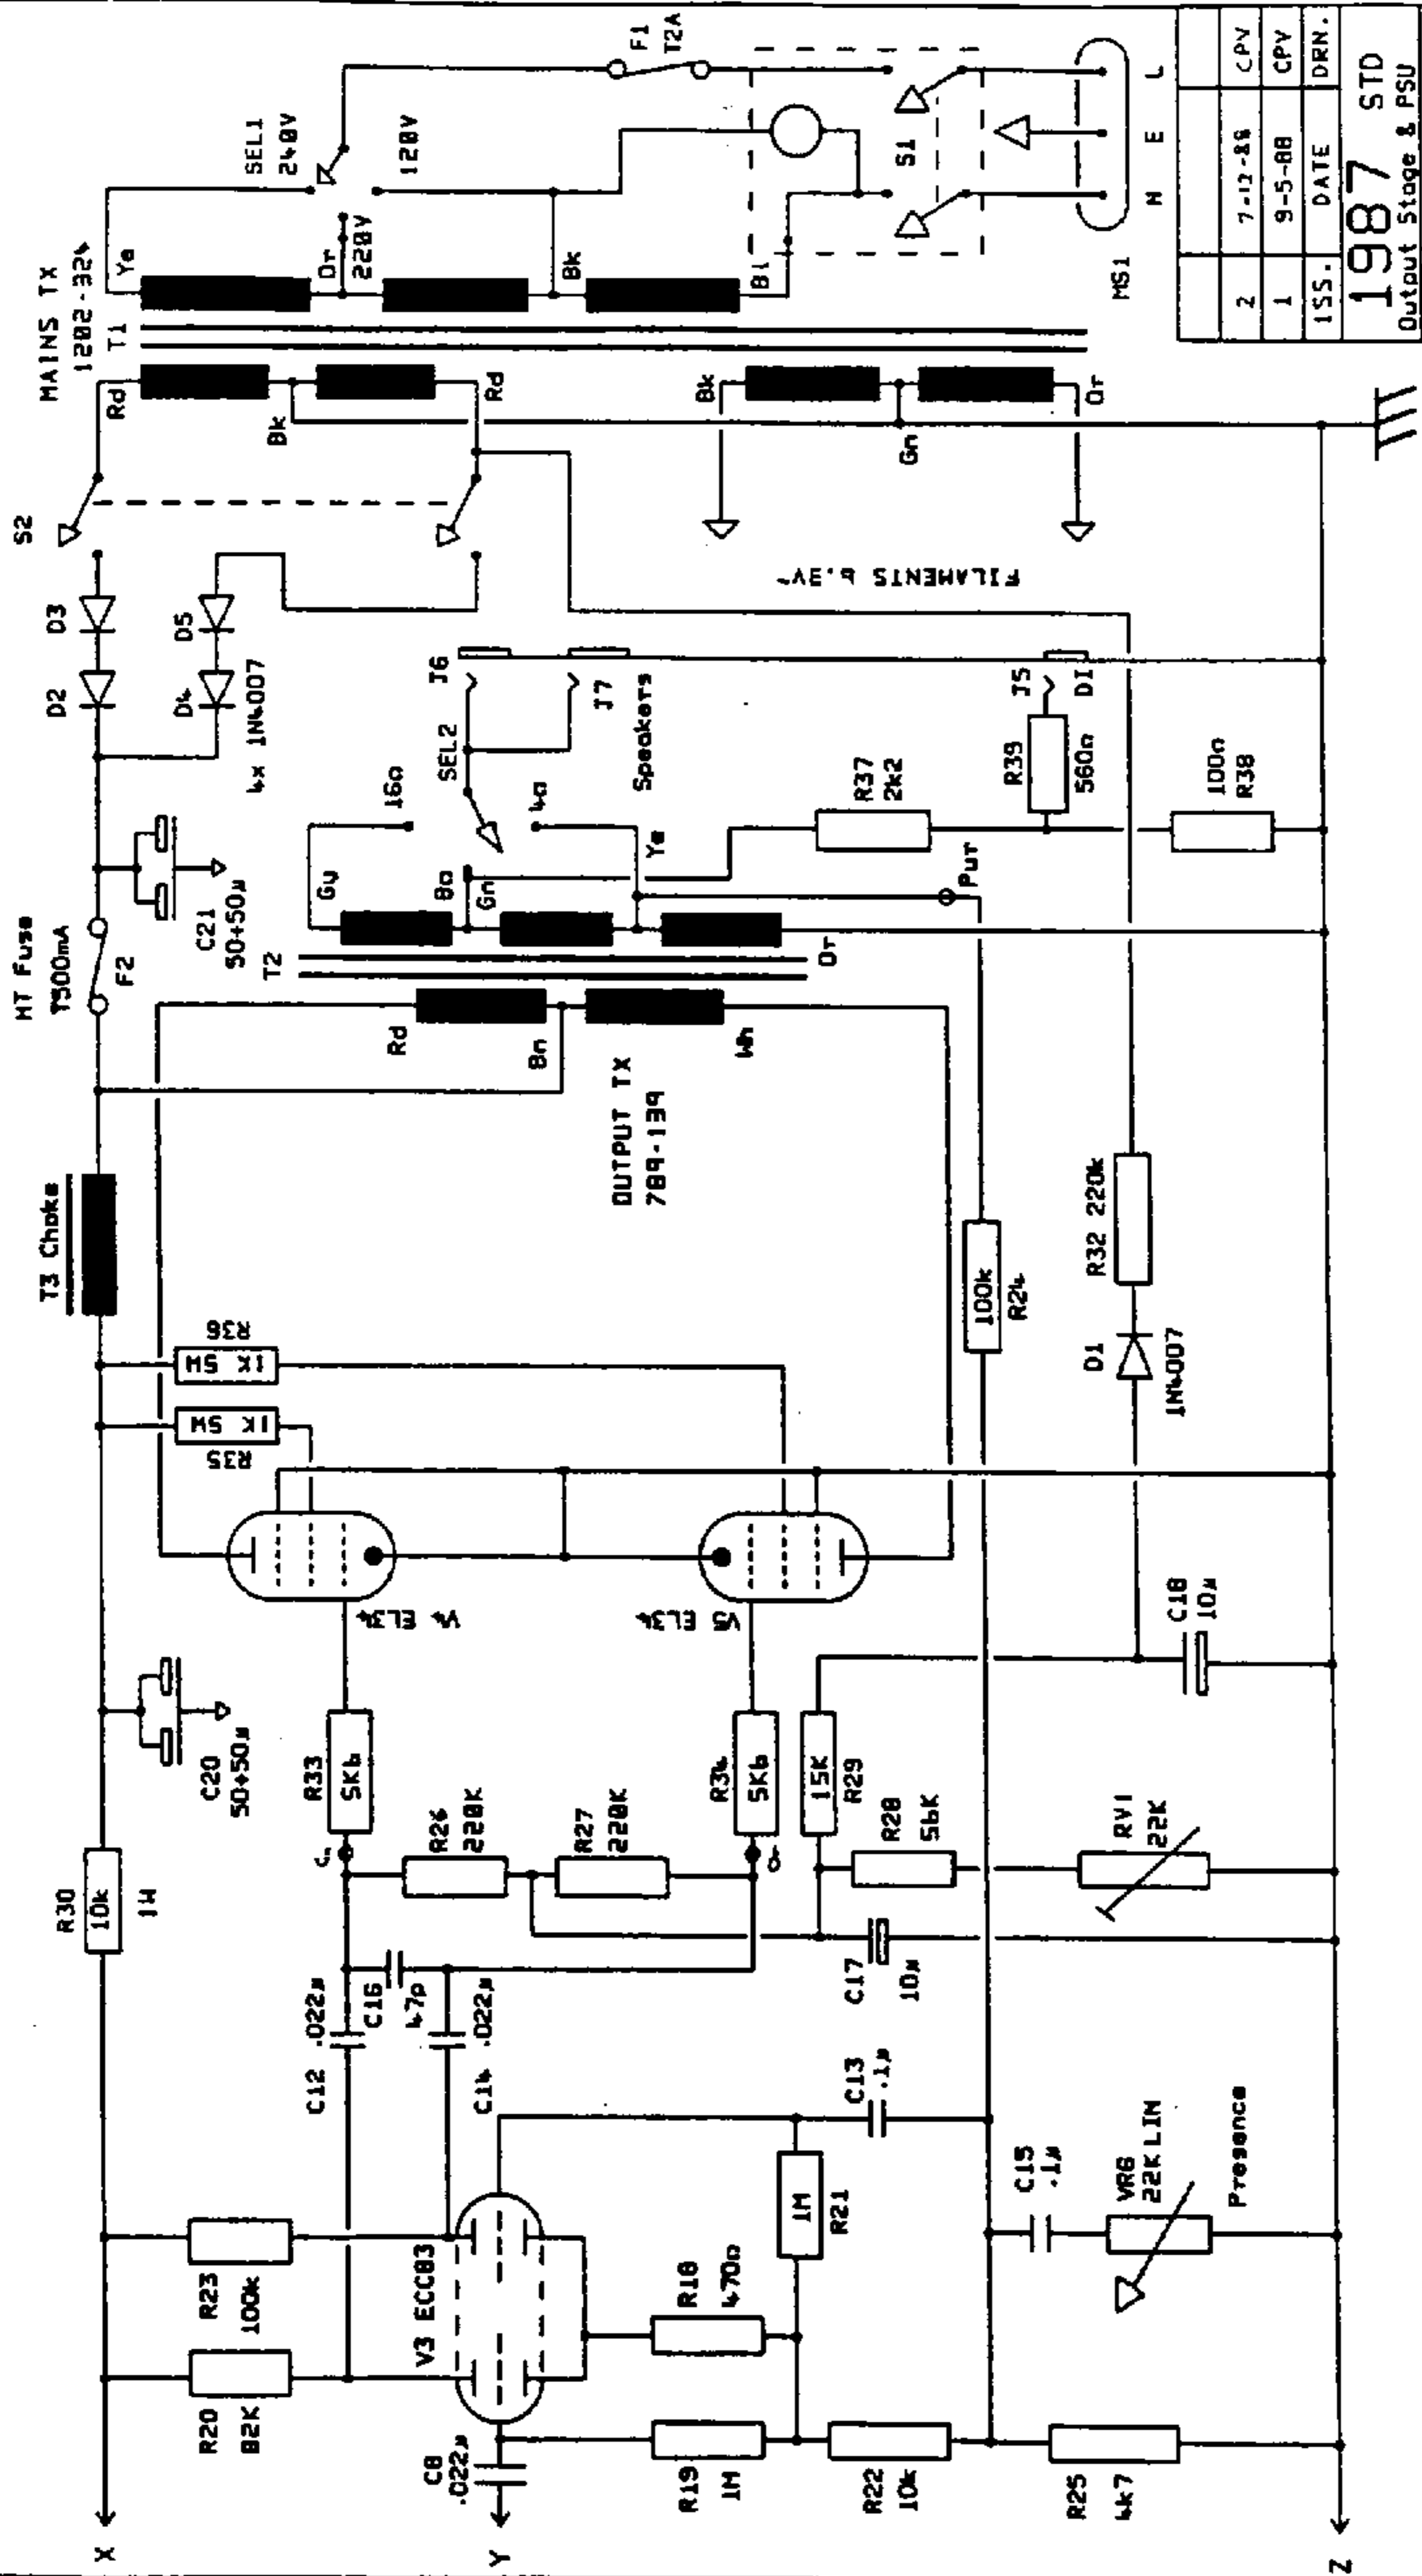 X
Y
Z
R20
82K
R23
100k
C8
.022µ
V3 ECC83
R19
1M
R18
470Ω
R21
1M
R22
10k
R25
4k7
VR6
22K LIN
Presence
C15
.1µ
C13
.1µ
C12 .022µ
C16
47p
C14 .022µ
R30
10k
1W
R26
220K
R27
220K
C17
10µ
R28
56K
RV1
22K
R33
5K6
R34
5K6
15K
R29
C20
50+50µ
C18
10µ
V4 EL34
V5 EL34
R35
1K 5W
R36
1K 5W
D1
1N4007
R32 220k
100k
R24
T3 Choke
OUTPUT TX
789-139
Rd
Bn
Wh
HT Fuse
T500mA
F2
T2
Gy
Gn
Ye
Or
Pur
C21
50+50µ
16Ω
8Ω
4Ω
SEL2
J6
J7
Speakers
R37
2k2
R39
560Ω
J5
DI
100Ω
R38
D2
D3
D4
D5
4x 1N4007
S2
FILAMENTS 6.3V~
MAINS TX
1202-324
T1
Rd
Bk
Rd
Bk
Gn
Or
Ye
Or
220V
Bk
Bl
SEL1
240V
120V
F1
T2A
S1
MS1
N E L
2 7-12-88 CPV
1 9-5-88 CPV
ISS. DATE DRN.
1987 STD
Output Stage & PSU